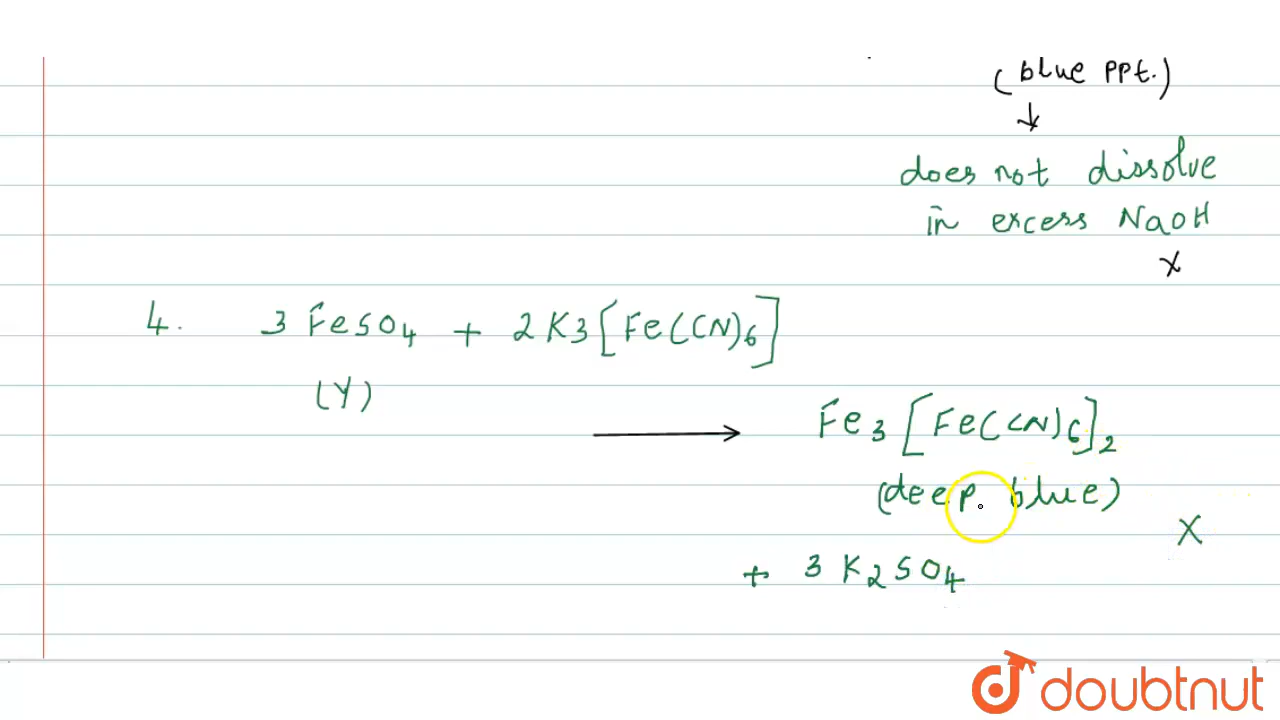 (blue ppt.)
↓
does not dissolve
in excess NaOH
X
4. 3 FeSO4 + 2K3[Fe(CN)6]
(Y)
⟶ Fe3[Fe(CN)6]2
(deep blue)
X
+ 3 K2SO4
doubtnut